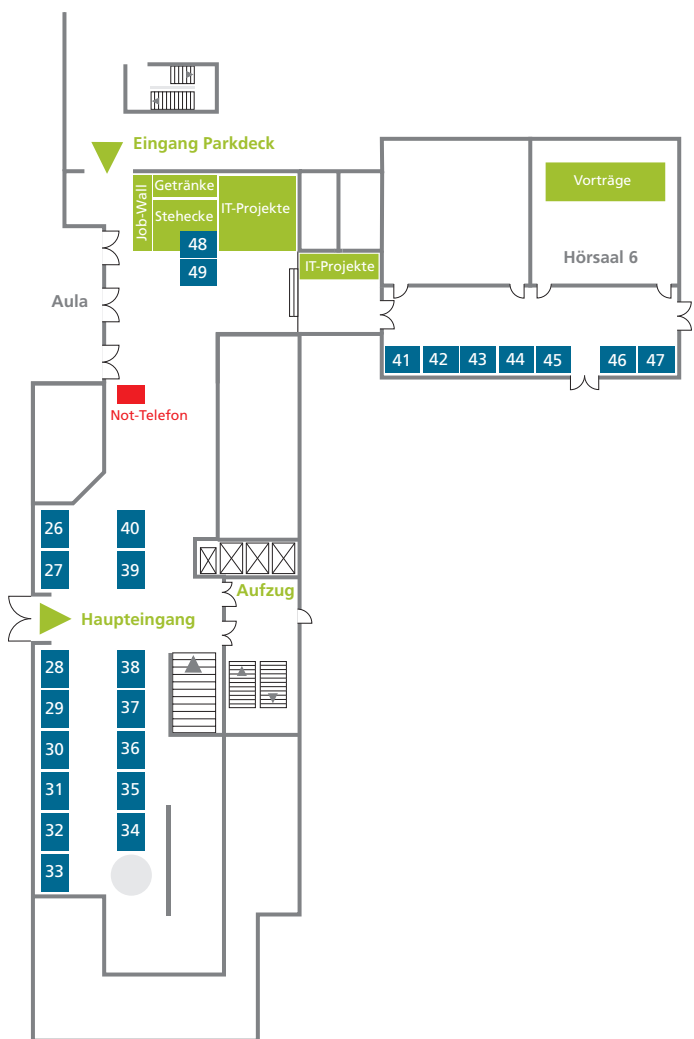 Eingang Parkdeck
Job-Wall
Getränke
Stehecke
IT-Projekte
48
49
IT-Projekte
Vorträge
Hörsaal 6
Aula
41
42
43
44
45
46
47
Not-Telefon
26
40
27
39
Aufzug
Haupteingang
28
38
29
37
30
36
31
35
32
34
33